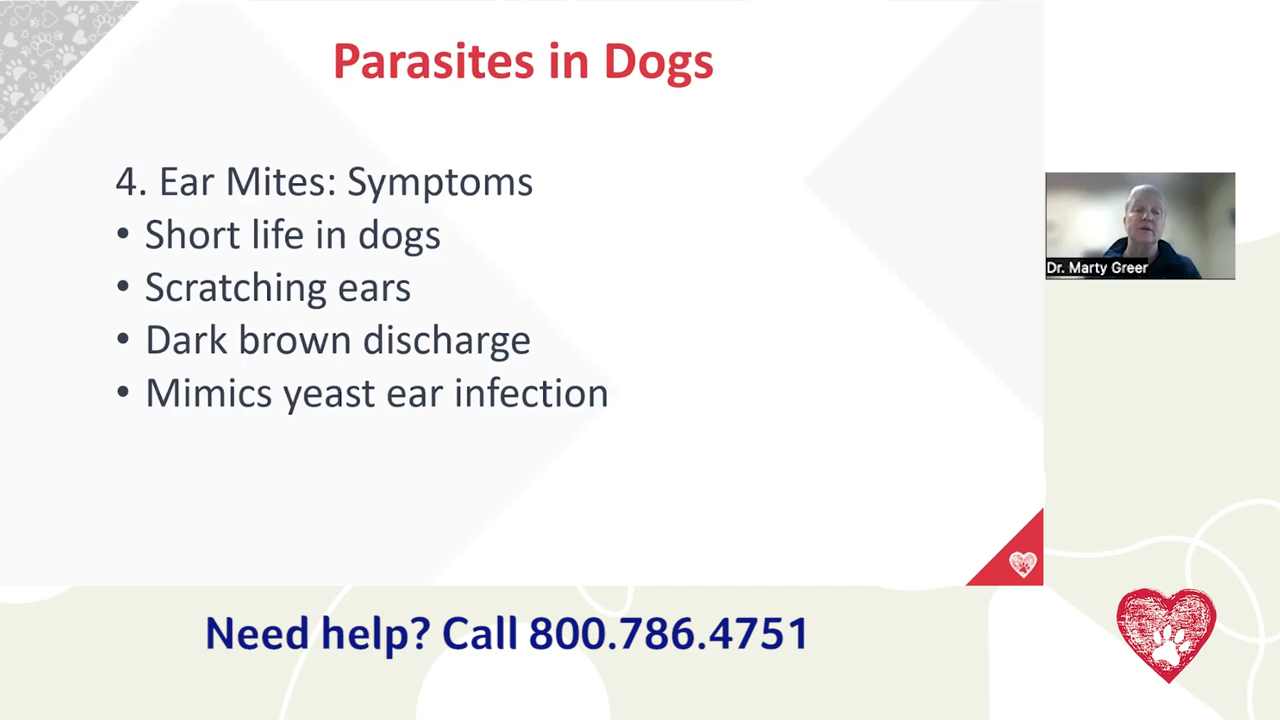 Parasites in Dogs
4. Ear Mites: Symptoms
• Short life in dogs
• Scratching ears
• Dark brown discharge
• Mimics yeast ear infection
Dr. Marty Greer
Need help? Call 800.786.4751